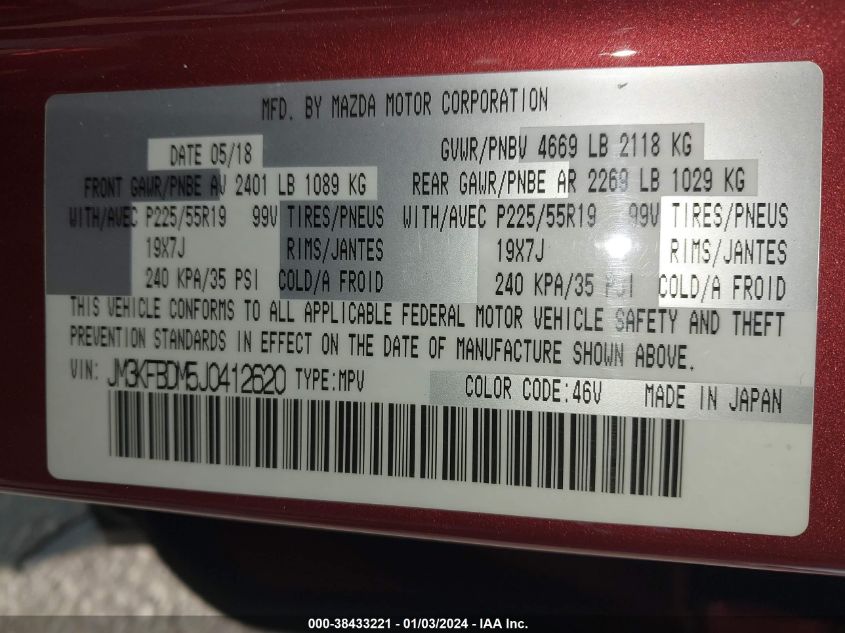 MFD. BY MAZDA MOTOR CORPORATION
DATE 05/18 GVWR/PNBV 4669 LB 2118 KG
FRONT GAWR/PNBE AV 2401 LB 1089 KG REAR GAWR/PNBE AR 2269 LB 1029 KG
WITH/AVEC P225/55R19 99V TIRES/PNEUS WITH/AVEC P225/55R19 99V TIRES/PNEUS
19X7J RIMS/JANTES 19X7J RIMS/JANTES
240 KPA/35 PSI COLD/A FROID 240 KPA/35 PSI COLD/A FROID
THIS VEHICLE CONFORMS TO ALL APPLICABLE FEDERAL MOTOR VEHICLE SAFETY AND THEFT
PREVENTION STANDARDS IN EFFECT ON THE DATE OF MANUFACTURE SHOWN ABOVE.
VIN: JM3KFBDM5J0412620 TYPE:MPV COLOR CODE:46V MADE IN JAPAN
000-38433221 - 01/03/2024 - IAA Inc.